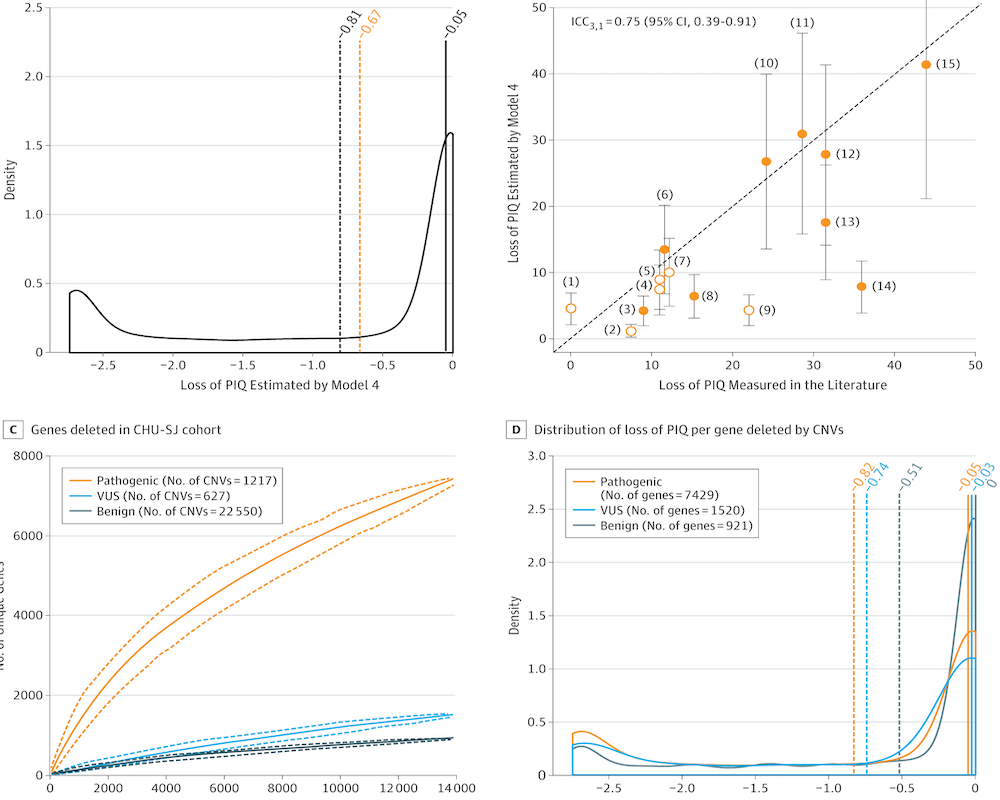 2.5
2.0
1.5
1.0
0.5
0
Density
−0.81
−0.67
−0.05
−2.5 −2.0 −1.5 −1.0 −0.5 0
Loss of PIQ Estimated by Model 4
ICC3,1 = 0.75 (95% CI, 0.39-0.91)
50
40
30
20
10
0
Loss of PIQ Estimated by Model 4
(1)
(2)
(3)
(4)
(5)
(6)
(7)
(8)
(9)
(10)
(11)
(12)
(13)
(14)
(15)
0 10 20 30 40 50
Loss of PIQ Measured in the Literature
C Genes deleted in CHU-SJ cohort
8000
6000
4000
2000
0
No. of Unique Genes
Pathogenic (No. of CNVs = 1217)
VUS (No. of CNVs = 627)
Benign (No. of CNVs = 22 550)
0 2000 4000 6000 8000 10000 12000 14 000
D Distribution of loss of PIQ per gene deleted by CNVs
3.0
2.5
2.0
1.5
1.0
0.5
0
Density
Pathogenic
(No. of genes = 7429)
VUS (No. of genes = 1520)
Benign (No. of genes = 921)
−0.82
−0.74
−0.51
−0.05
−0.03
0
−2.5 −2.0 −1.5 −1.0 −0.5 0